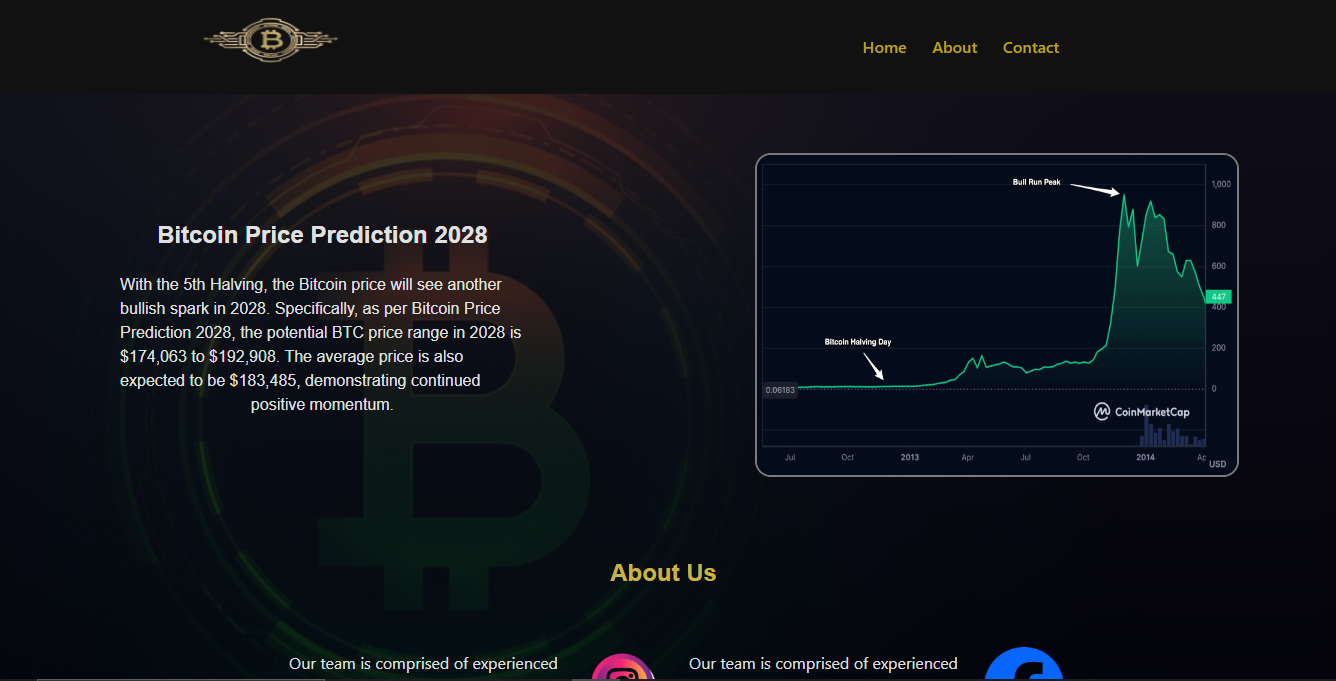 Home About Contact
Bitcoin Price Prediction 2028
With the 5th Halving, the Bitcoin price will see another
bullish spark in 2028. Specifically, as per Bitcoin Price
Prediction 2028, the potential BTC price range in 2028 is
$174,063 to $192,908. The average price is also
expected to be $183,485, demonstrating continued
positive momentum.
Bull Run Peak
1,000
800
600
447
400
200
Bitcoin Halving Day
0.06183
0
CoinMarketCap
Jul Oct 2013 Apr Jul Oct 2014 Ap
USD
About Us
Our team is comprised of experienced
Our team is comprised of experienced